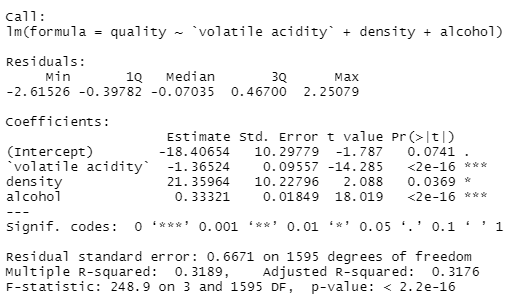 Call:
lm(formula = quality ~ `volatile acidity` + density + alcohol)
Residuals:
     Min       1Q   Median       3Q      Max
-2.61526 -0.39782 -0.07035  0.46700  2.25079
Coefficients:
                    Estimate Std. Error t value Pr(>|t|)
(Intercept)        -18.40654   10.29779  -1.787   0.0741 .
`volatile acidity`  -1.36524    0.09557 -14.285   <2e-16 ***
density             21.35964   10.22796   2.088   0.0369 *
alcohol              0.33321    0.01849  18.019   <2e-16 ***
---
Signif. codes:  0 ‘***’ 0.001 ‘**’ 0.01 ‘*’ 0.05 ‘.’ 0.1 ‘ ’ 1
Residual standard error: 0.6671 on 1595 degrees of freedom
Multiple R-squared:  0.3189,    Adjusted R-squared:  0.3176
F-statistic: 248.9 on 3 and 1595 DF,  p-value: < 2.2e-16